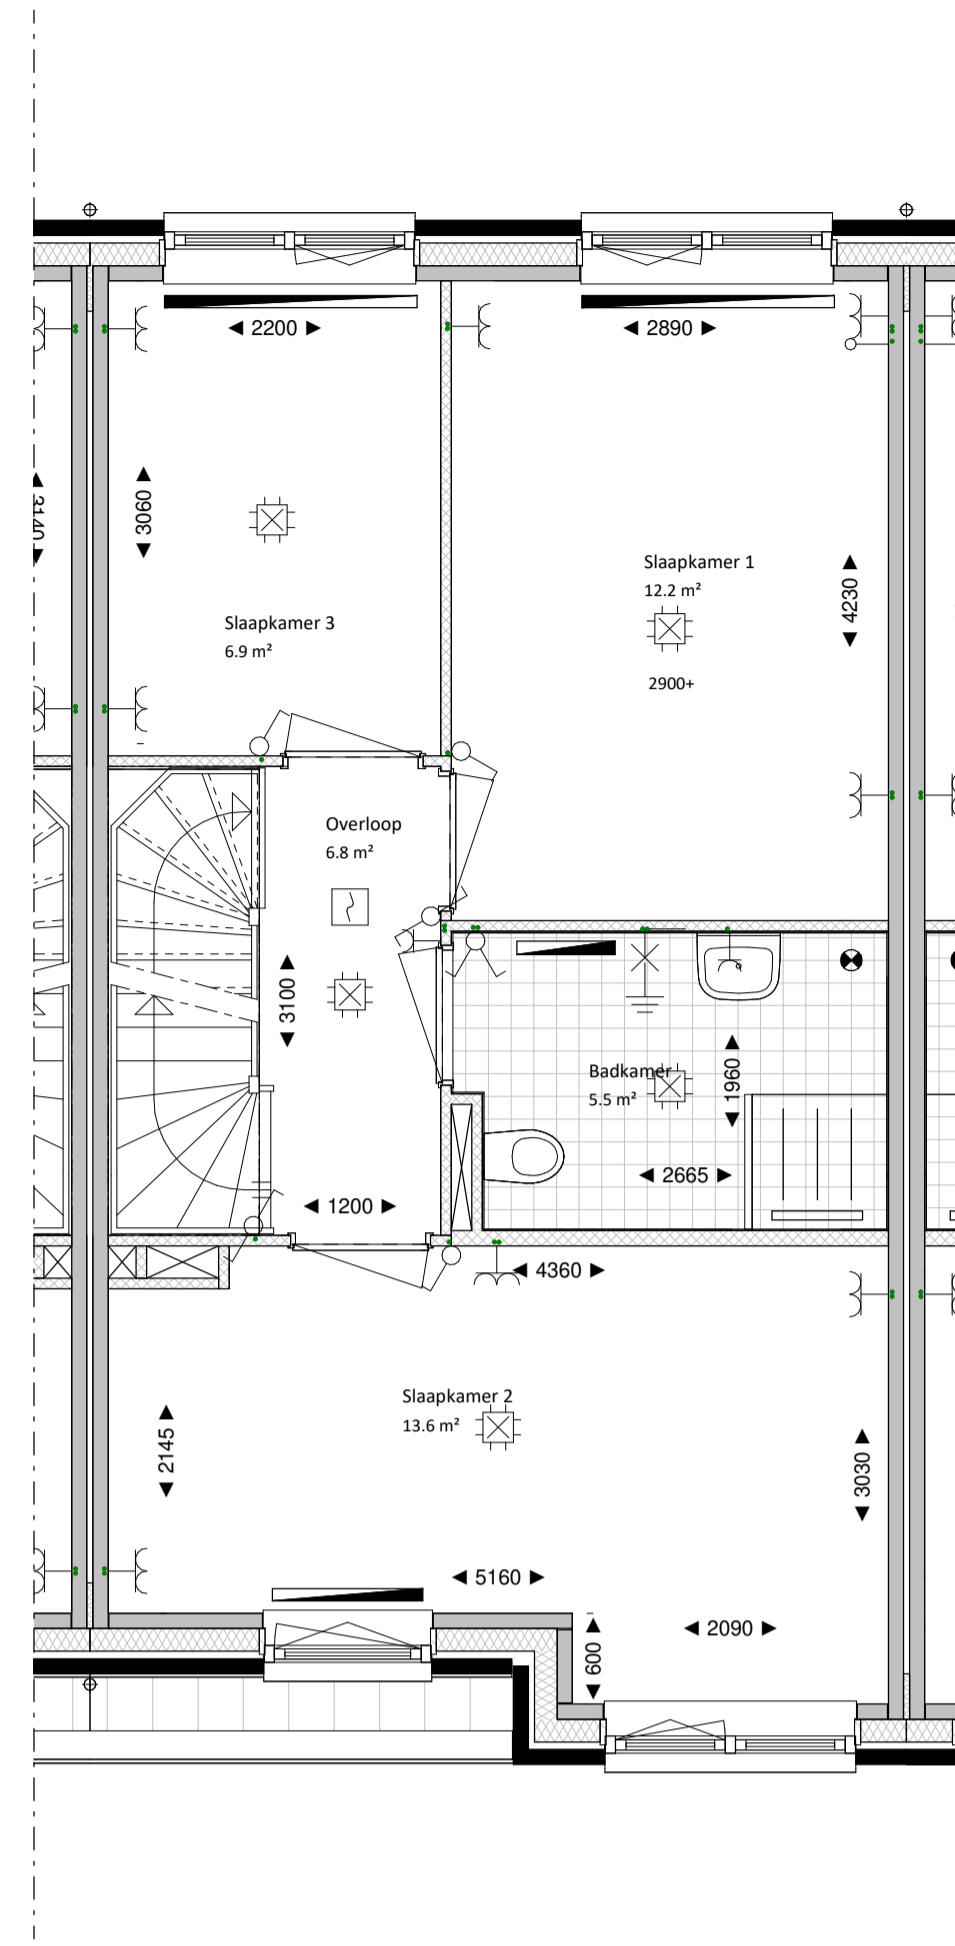 2200
2890
3140
3060
Slaapkamer 1
12.2 m²
4230
Slaapkamer 3
6.9 m²
2900+
Overloop
6.8 m²
3100
Badkamer
5.5 m²
1960
2665
1200
4360
Slaapkamer 2
13.6 m²
2145
3030
5160
2090
600